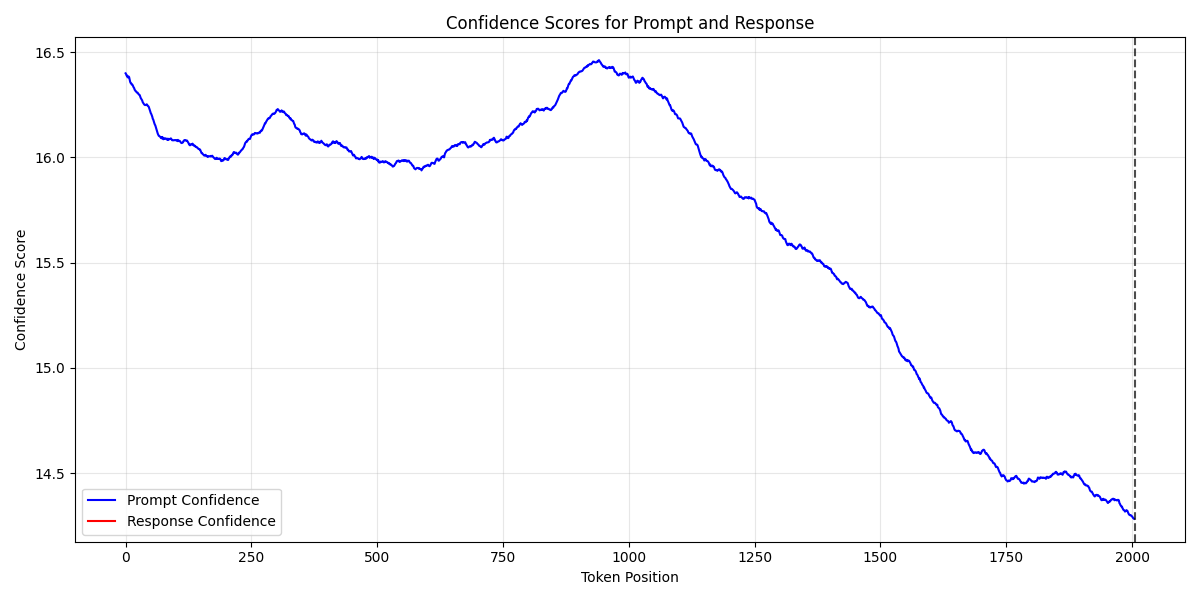 Confidence Scores for Prompt and Response
Confidence Score
16.5
16.0
15.5
15.0
14.5
Prompt Confidence
Response Confidence
0 250 500 750 1000 1250 1500 1750 2000
Token Position